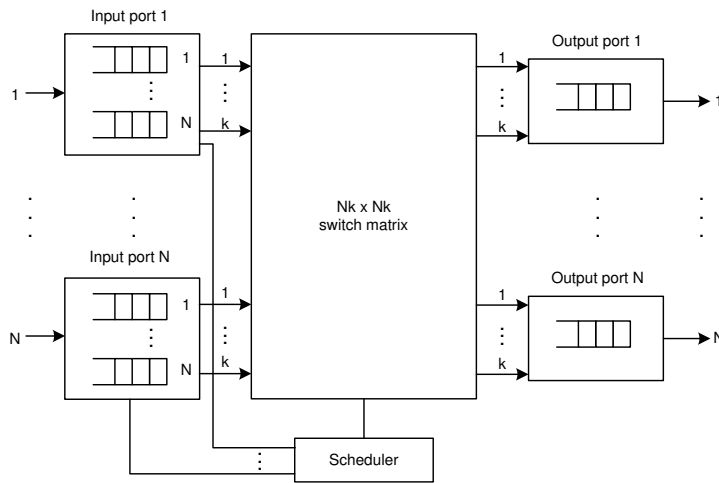 Input port 1
Output port 1
1
1
1
1
1
N
k
k
Nk x Nk
switch matrix
Input port N
Output port N
1
1
1
N
N
N
k
k
Scheduler